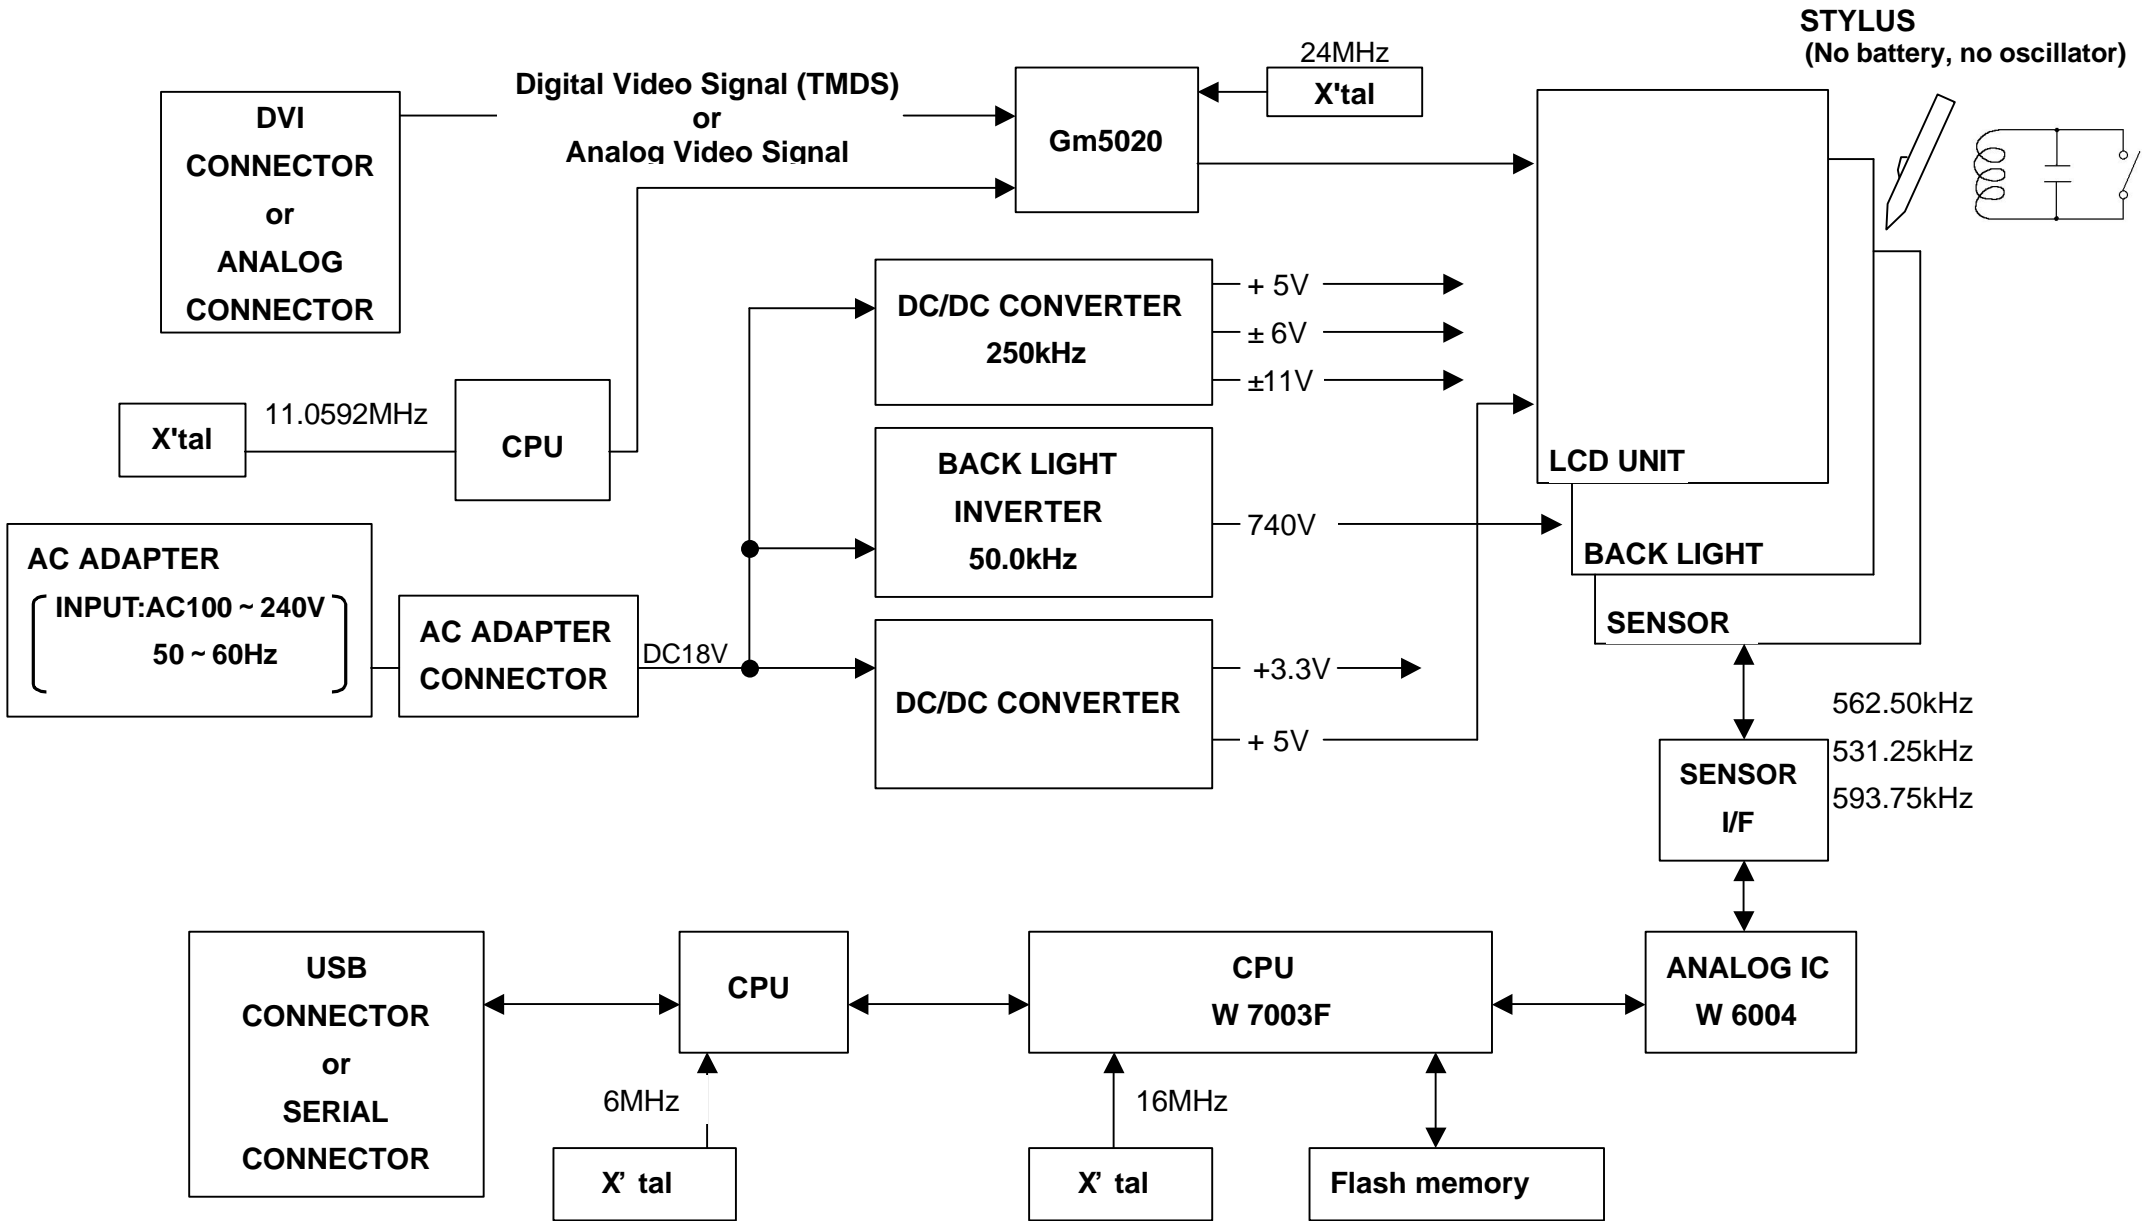 STYLUS
(No battery, no oscillator)
24MHz
X'tal
Digital Video Signal (TMDS)
or
Analog Video Signal
DVI
CONNECTOR
or
ANALOG
CONNECTOR
Gm5020
DC/DC CONVERTER
250kHz
+ 5V
± 6V
±11V
X'tal
11.0592MHz
CPU
BACK LIGHT
INVERTER
50.0kHz
740V
LCD UNIT
BACK LIGHT
SENSOR
AC ADAPTER
INPUT:AC100 ~ 240V
50 ~ 60Hz
AC ADAPTER
CONNECTOR
DC18V
DC/DC CONVERTER
+3.3V
+ 5V
562.50kHz
531.25kHz
593.75kHz
SENSOR
I/F
USB
CONNECTOR
or
SERIAL
CONNECTOR
CPU
CPU
W 7003F
ANALOG IC
W 6004
6MHz
16MHz
X’ tal
X’ tal
Flash memory